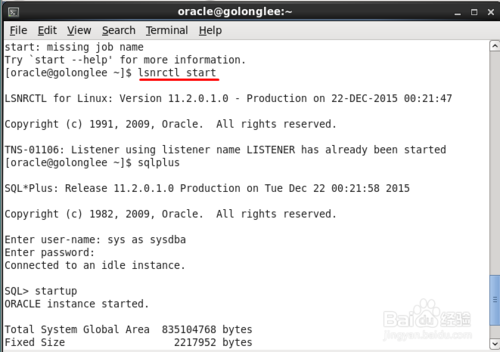 oracle@golonglee:~
File Edit View Search Terminal Help
start: missing job name
Try `start --help' for more information.
[oracle@golonglee ~]$ lsnrctl start
LSNRCTL for Linux: Version 11.2.0.1.0 - Production on 22-DEC-2015 00:21:47
Copyright (c) 1991, 2009, Oracle.  All rights reserved.
TNS-01106: Listener using listener name LISTENER has already been started
[oracle@golonglee ~]$ sqlplus
SQL*Plus: Release 11.2.0.1.0 Production on Tue Dec 22 00:21:58 2015
Copyright (c) 1982, 2009, Oracle.  All rights reserved.
Enter user-name: sys as sysdba
Enter password:
Connected to an idle instance.
SQL> startup
ORACLE instance started.
Total System Global Area  835104768 bytes
Fixed Size                  2217952 bytes
Baidu 经验